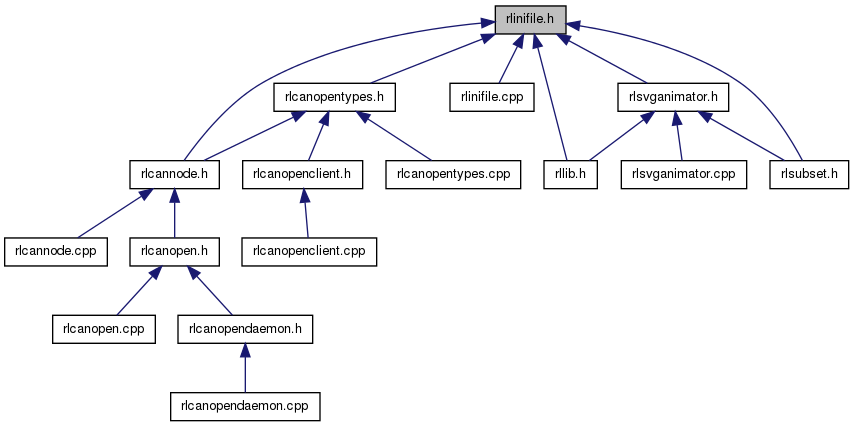 rlinifile.h
rlcanopentypes.h
rlinifile.cpp
rlsvganimator.h
rlcannode.h
rlcanopenclient.h
rlcanopentypes.cpp
rllib.h
rlsvganimator.cpp
rlsubset.h
rlcannode.cpp
rlcanopen.h
rlcanopenclient.cpp
rlcanopen.cpp
rlcanopendaemon.h
rlcanopendaemon.cpp